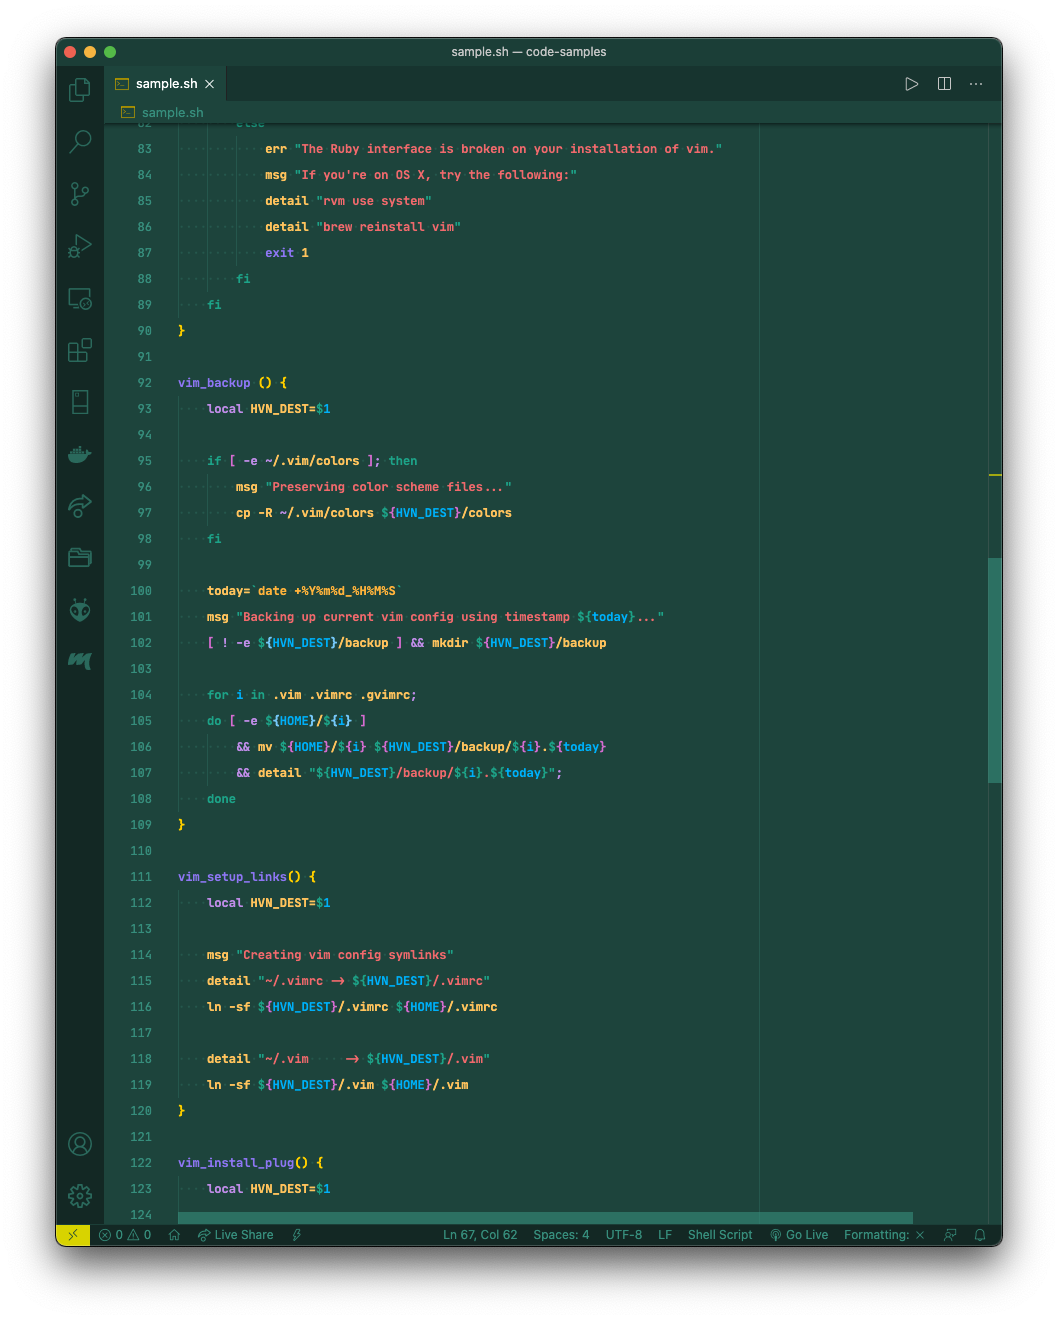 sample.sh — code-samples
sample.sh
sample.sh
82 else
83 err "The Ruby interface is broken on your installation of vim."
84 msg "If you're on OS X, try the following:"
85 detail "rvm use system"
86 detail "brew reinstall vim"
87 exit 1
88 fi
89 fi
90 }
91
92 vim_backup () {
93 local HVN_DEST=$1
94
95 if [ -e ~/.vim/colors ]; then
96 msg "Preserving color scheme files..."
97 cp -R ~/.vim/colors ${HVN_DEST}/colors
98 fi
99
100 today=`date +%Y%m%d_%H%M%S`
101 msg "Backing up current vim config using timestamp ${today}..."
102 [ ! -e ${HVN_DEST}/backup ] && mkdir ${HVN_DEST}/backup
103
104 for i in .vim .vimrc .gvimrc;
105 do [ -e ${HOME}/${i} ]
106 && mv ${HOME}/${i} ${HVN_DEST}/backup/${i}.${today}
107 && detail "${HVN_DEST}/backup/${i}.${today}";
108 done
109 }
110
111 vim_setup_links() {
112 local HVN_DEST=$1
113
114 msg "Creating vim config symlinks"
115 detail "~/.vimrc -> ${HVN_DEST}/.vimrc"
116 ln -sf ${HVN_DEST}/.vimrc ${HOME}/.vimrc
117
118 detail "~/.vim     -> ${HVN_DEST}/.vim"
119 ln -sf ${HVN_DEST}/.vim ${HOME}/.vim
120 }
121
122 vim_install_plug() {
123 local HVN_DEST=$1
124
0 0 Live Share Ln 67, Col 62 Spaces: 4 UTF-8 LF Shell Script Go Live Formatting: ×